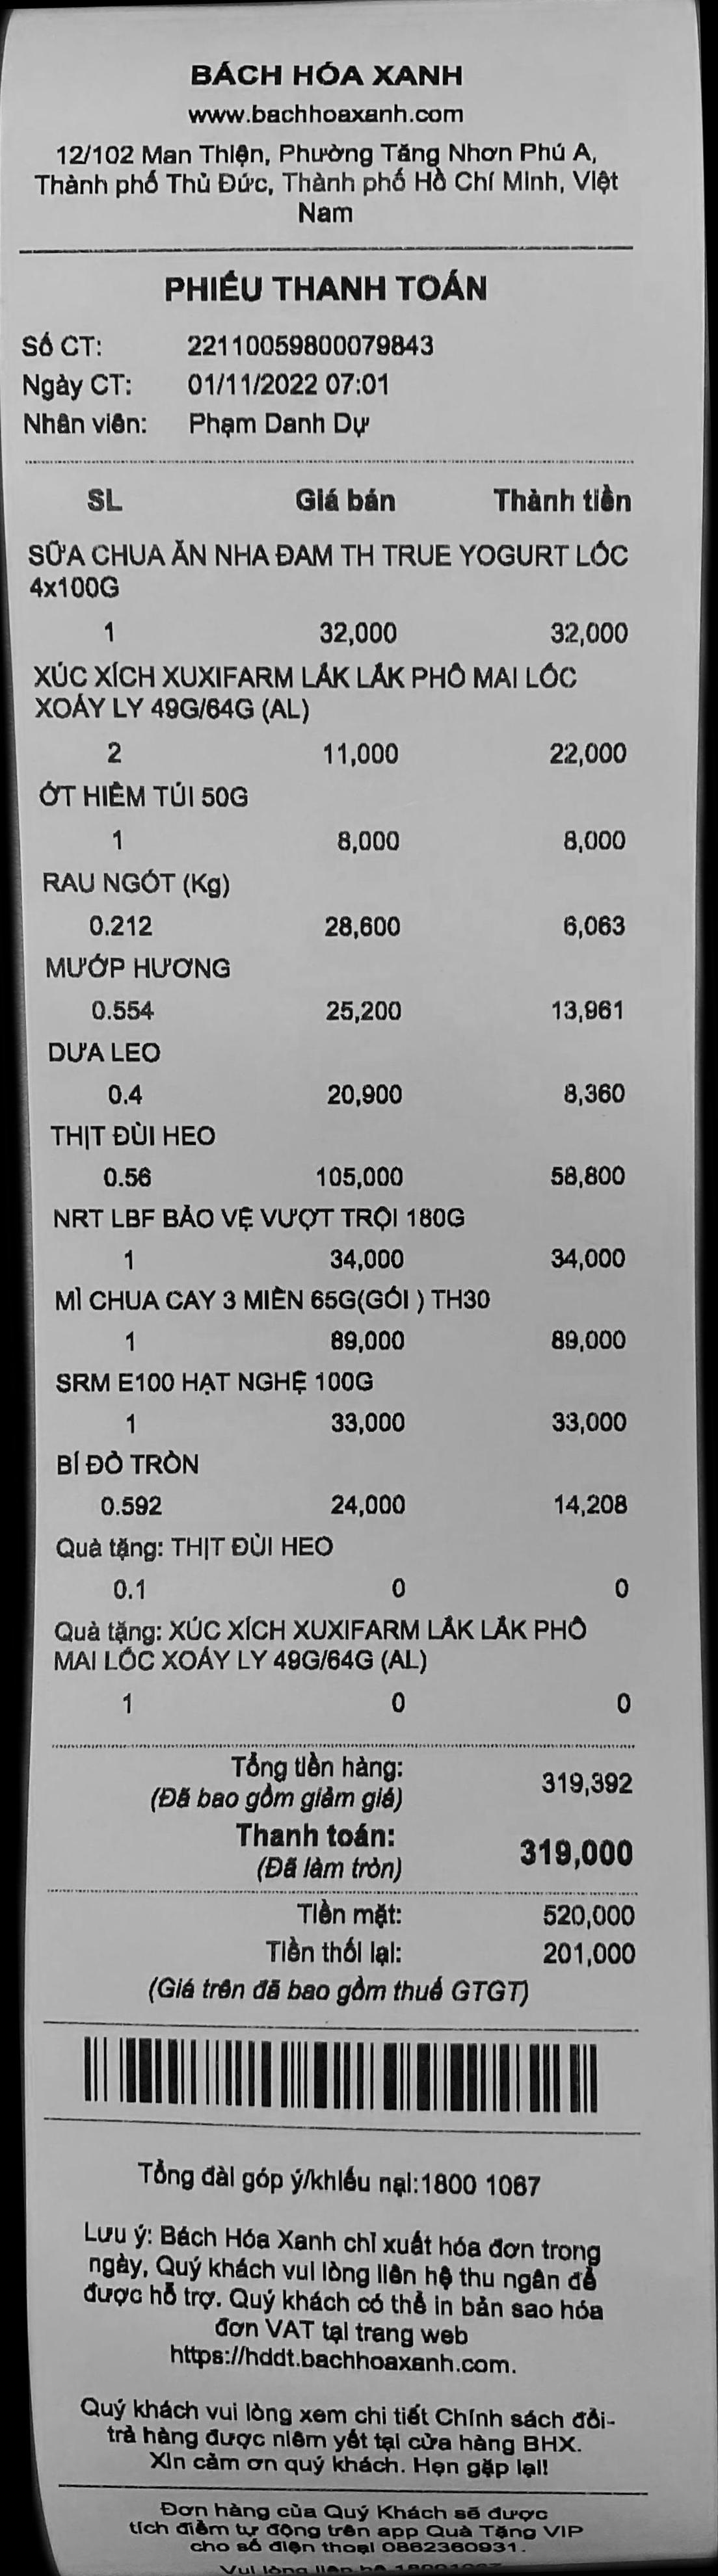 BÁCH HÓA XANH
www.bachhoaxanh.com
12/102 Man Thiện, Phường Tăng Nhơn Phú A,
Thành phố Thủ Đức, Thành phố Hồ Chí Minh, Việt
Nam
PHIẾU THANH TOÁN
Số CT: 22110059800079843
Ngày CT: 01/11/2022 07:01
Nhân viên: Phạm Danh Dự
SL Giá bán Thành tiền
SỮA CHUA ĂN NHA ĐAM TH TRUE YOGURT LỐC
4x100G
1 32,000 32,000
XÚC XÍCH XUXIFARM LẮK LẮK PHÔ MAI LỐC
XOÁY LY 49G/64G (AL)
2 11,000 22,000
ỚT HIỂM TÚI 50G
1 8,000 8,000
RAU NGÓT (Kg)
0.212 28,600 6,063
MƯỚP HƯƠNG
0.554 25,200 13,961
DƯA LEO
0.4 20,900 8,360
THỊT ĐÙI HEO
0.56 105,000 58,800
NRT LBF BẢO VỆ VƯỢT TRỘI 180G
1 34,000 34,000
MÌ CHUA CAY 3 MIỀN 65G(GÓI ) TH30
1 89,000 89,000
SRM E100 HẠT NGHỆ 100G
1 33,000 33,000
BÍ ĐỎ TRÒN
0.592 24,000 14,208
Quà tặng: THỊT ĐÙI HEO
0.1 0 0
Quà tặng: XÚC XÍCH XUXIFARM LẮK LẮK PHÔ
MAI LỐC XOÁY LY 49G/64G (AL)
1 0 0
Tổng tiền hàng: 319,392
(Đã bao gồm giảm giá)
Thanh toán: 319,000
(Đã làm tròn)
Tiền mặt: 520,000
Tiền thối lại: 201,000
(Giá trên đã bao gồm thuế GTGT)
Tổng đài góp ý/khiếu nại:1800 1067
Lưu ý: Bách Hóa Xanh chỉ xuất hóa đơn trong
ngày, Quý khách vui lòng liên hệ thu ngân để
được hỗ trợ. Quý khách có thể in bản sao hóa
đơn VAT tại trang web
https://hddt.bachhoaxanh.com.
Quý khách vui lòng xem chi tiết Chính sách đổi-
trả hàng được niêm yết tại cửa hàng BHX.
Xin cảm ơn quý khách. Hẹn gặp lại!
Đơn hàng của Quý Khách sẽ được
tích điểm tự động trên app Quà Tặng VIP
cho số điện thoại 0862360931.
Vui lòng liên hệ